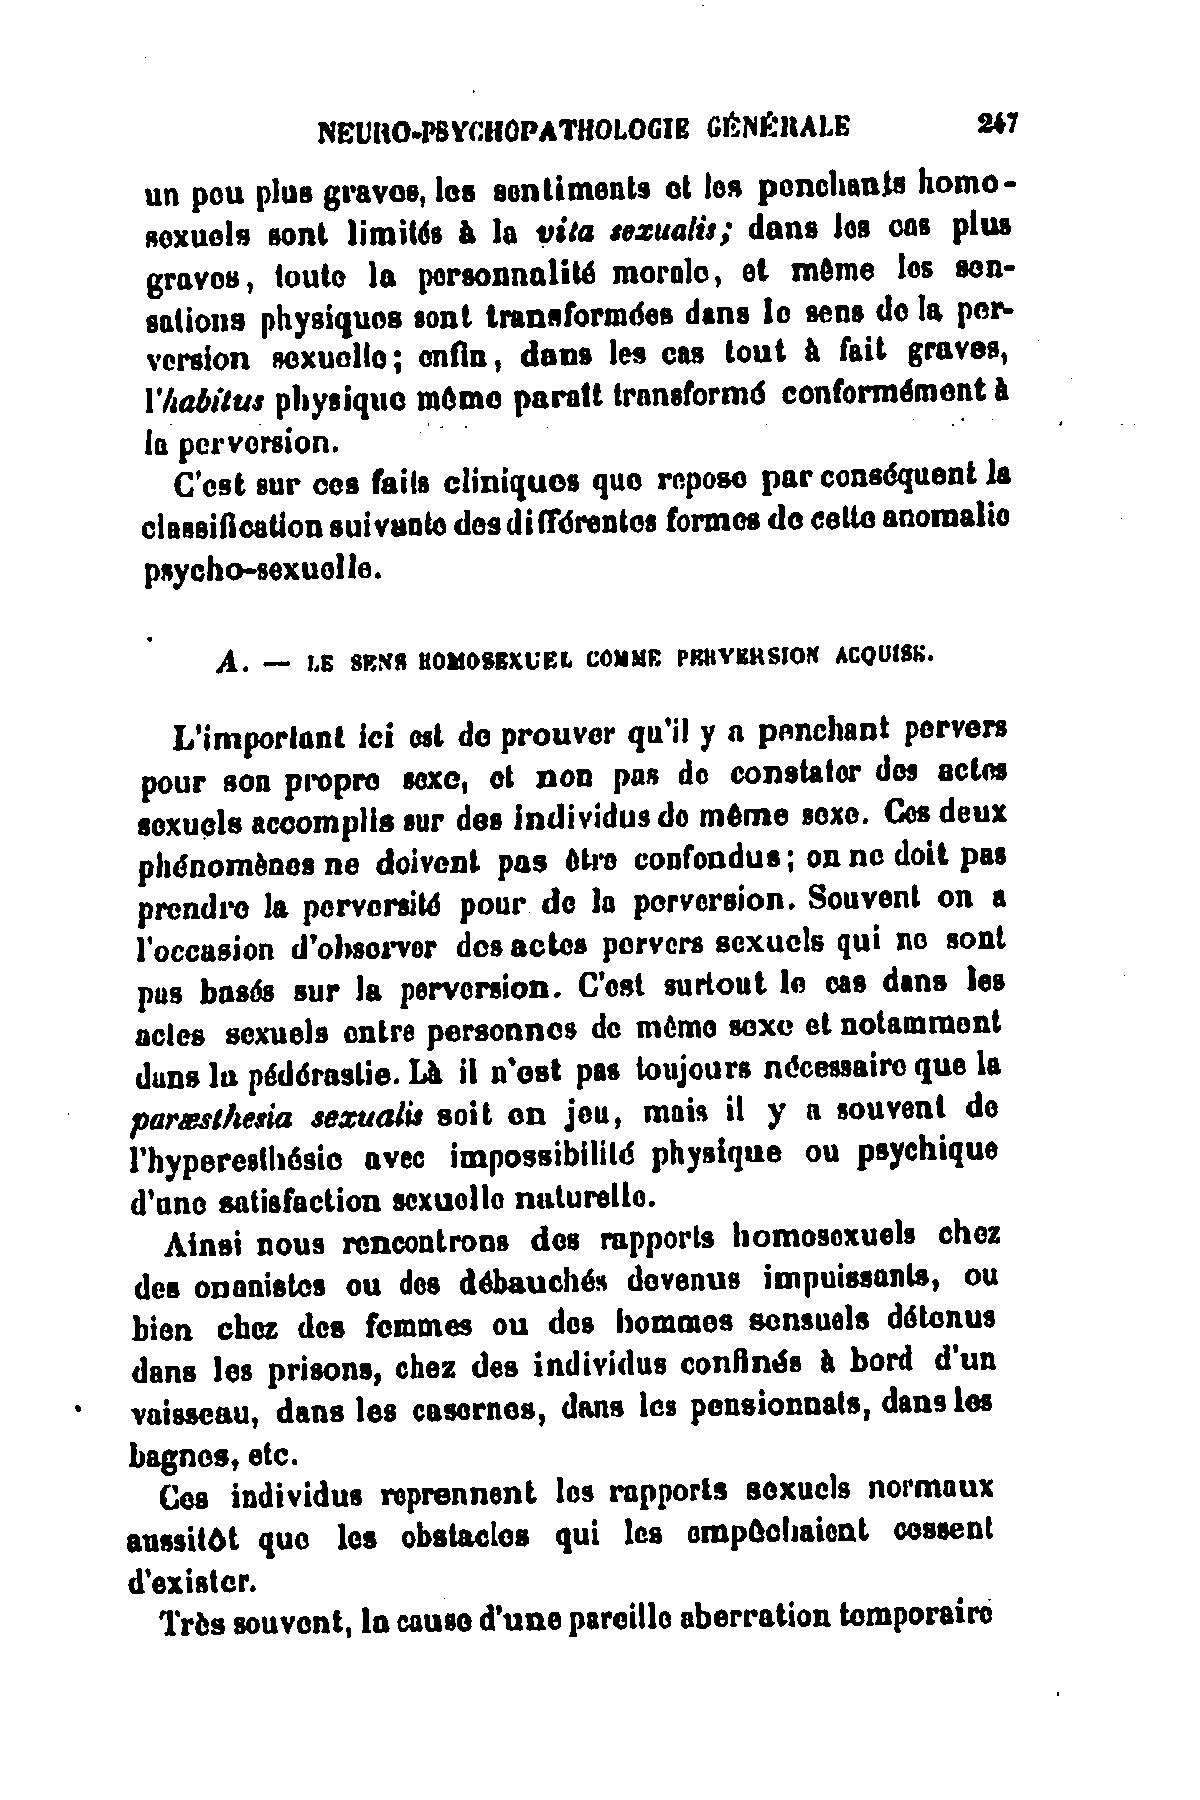 NEURO-PSYCHOPATHOLOGIE GÉNÉRALE 247
un peu plus graves, les sentiments et les penchants homo-
sexuels sont limités à la vita sexualis; dans les cas plus
graves, toute la personnalité morale, et même les sen-
sations physiques sont transformées dans le sens de la per-
version sexuelle; enfin, dans les cas tout à fait graves,
l'habitus physique même paraît transformé conformément à
la perversion.
C'est sur ces faits cliniques que repose par conséquent la
classification suivante des différentes formes de cette anomalie
psycho-sexuelle.
A. — LE SENS HOMOSEXUEL COMME PERVERSION ACQUISE.
L'important ici est de prouver qu'il y a penchant pervers
pour son propre sexe, et non pas de constater des actes
sexuels accomplis sur des individus de même sexe. Ces deux
phénomènes ne doivent pas être confondus; on ne doit pas
prendre la perversité pour de la perversion. Souvent on a
l'occasion d'observer des actes pervers sexuels qui ne sont
pas basés sur la perversion. C'est surtout le cas dans les
actes sexuels entre personnes de même sexe et notamment
dans la pédérastie. Là il n'est pas toujours nécessaire que la
paræsthesia sexualis soit en jeu, mais il y a souvent de
l'hyperesthésie avec impossibilité physique ou psychique
d'une satisfaction sexuelle naturelle.
Ainsi nous rencontrons des rapports homosexuels chez
des onanistes ou des débauchés devenus impuissants, ou
bien chez des femmes ou des hommes sensuels détenus
dans les prisons, chez des individus confinés à bord d'un
vaisseau, dans les casernes, dans les pensionnats, dans les
bagnes, etc.
Ces individus reprennent les rapports sexuels normaux
aussitôt que les obstacles qui les empêchaient cessent
d'exister.
Très souvent, la cause d'une pareille aberration temporaire